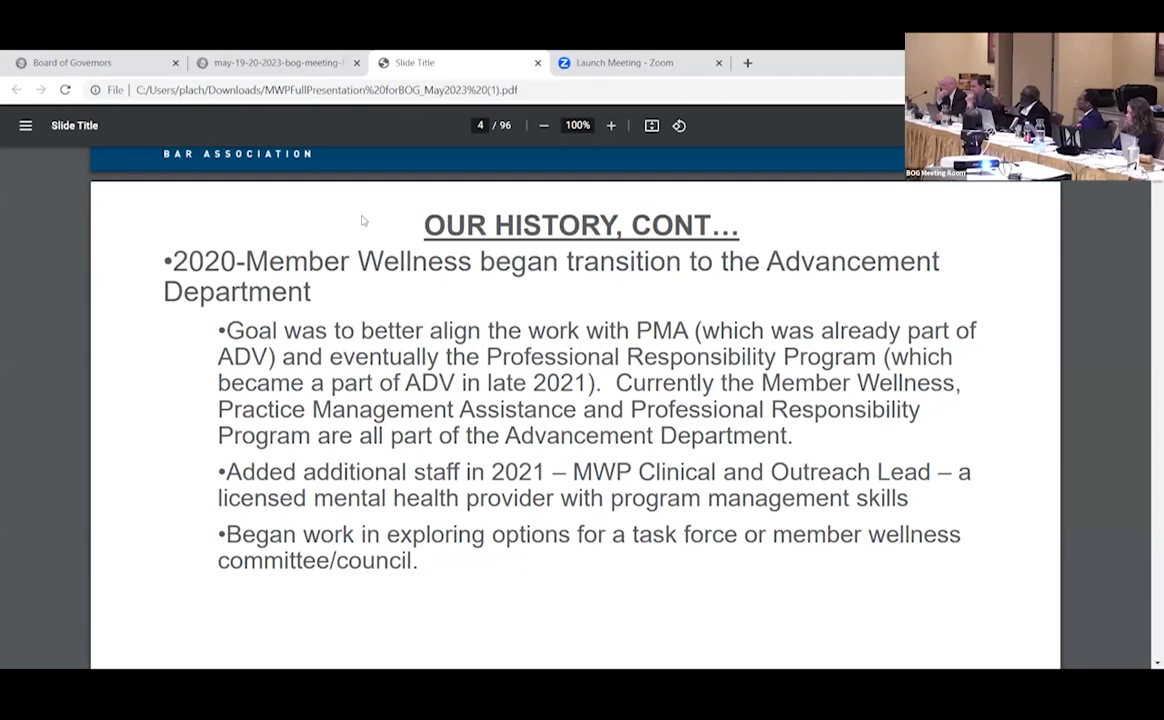 Board of Governors
may-19-20-2023-bog-meeting-
Slide Title
Launch Meeting - Zoom
File | C:/Users/plach/Downloads/MWPFullPresentation%20forBOG_May2023%20(1).pdf
Slide Title
4 / 96
100%
BAR ASSOCIATION
BOG Meeting Room
OUR HISTORY, CONT…
•2020-Member Wellness began transition to the Advancement
Department
•Goal was to better align the work with PMA (which was already part of
ADV) and eventually the Professional Responsibility Program (which
became a part of ADV in late 2021).  Currently the Member Wellness,
Practice Management Assistance and Professional Responsibility
Program are all part of the Advancement Department.
•Added additional staff in 2021 – MWP Clinical and Outreach Lead – a
licensed mental health provider with program management skills
•Began work in exploring options for a task force or member wellness
committee/council.